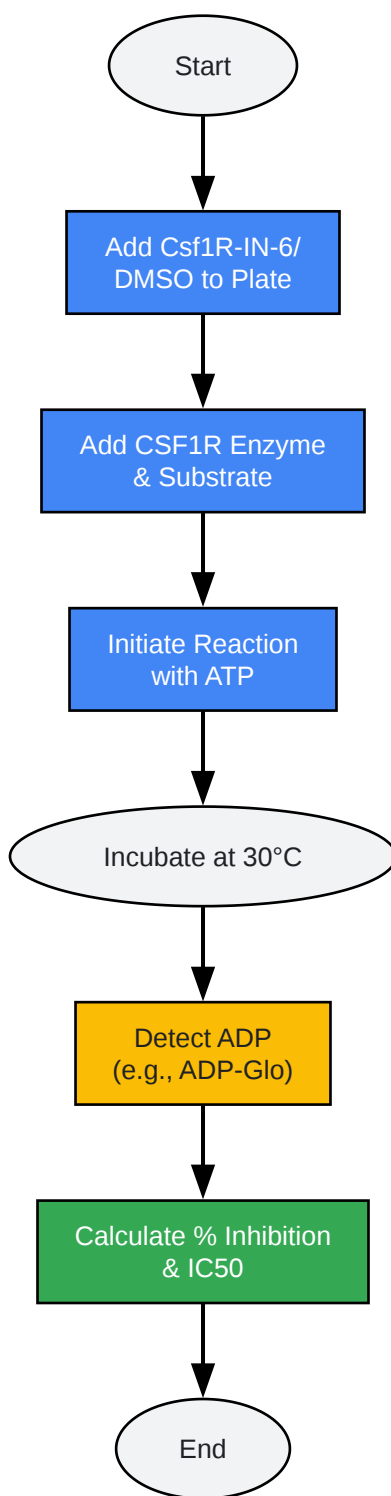 Start
Add Csf1R-IN-6/
DMSO to Plate
Add CSF1R Enzyme
& Substrate
Initiate Reaction
with ATP
Incubate at 30°C
Detect ADP
(e.g., ADP-Glo)
Calculate % Inhibition
& IC50
End